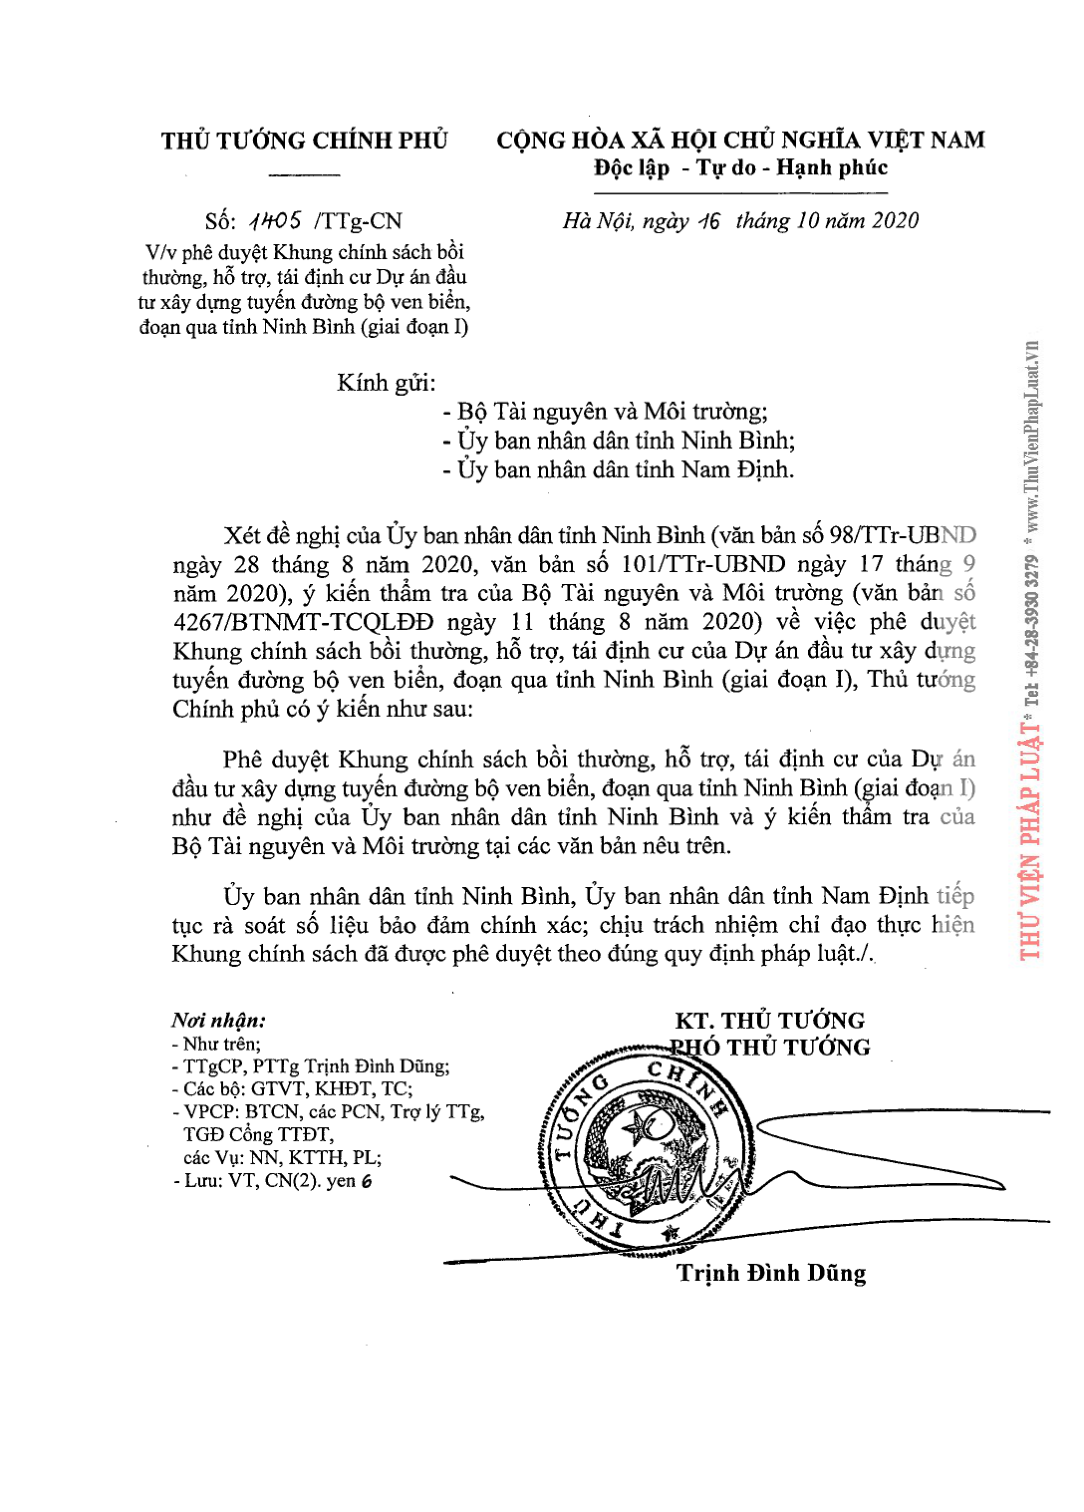 THỦ TƯỚNG CHÍNH PHỦ
CỘNG HÒA XÃ HỘI CHỦ NGHĨA VIỆT NAM
Độc lập - Tự do - Hạnh phúc
Số: 1405 /TTg-CN
Hà Nội, ngày 16 tháng 10 năm 2020
V/v phê duyệt Khung chính sách bồi
thường, hỗ trợ, tái định cư Dự án đầu
tư xây dựng tuyến đường bộ ven biển,
đoạn qua tỉnh Ninh Bình (giai đoạn I)
Kính gửi:
- Bộ Tài nguyên và Môi trường;
- Ủy ban nhân dân tỉnh Ninh Bình;
- Ủy ban nhân dân tỉnh Nam Định.
Xét đề nghị của Ủy ban nhân dân tỉnh Ninh Bình (văn bản số 98/TTr-UBND
ngày 28 tháng 8 năm 2020, văn bản số 101/TTr-UBND ngày 17 tháng 9
năm 2020), ý kiến thẩm tra của Bộ Tài nguyên và Môi trường (văn bản số
4267/BTNMT-TCQLĐĐ ngày 11 tháng 8 năm 2020) về việc phê duyệt
Khung chính sách bồi thường, hỗ trợ, tái định cư của Dự án đầu tư xây dựng
tuyến đường bộ ven biển, đoạn qua tỉnh Ninh Bình (giai đoạn I), Thủ tướng
Chính phủ có ý kiến như sau:
Phê duyệt Khung chính sách bồi thường, hỗ trợ, tái định cư của Dự án
đầu tư xây dựng tuyến đường bộ ven biển, đoạn qua tỉnh Ninh Bình (giai đoạn I)
như đề nghị của Ủy ban nhân dân tỉnh Ninh Bình và ý kiến thẩm tra của
Bộ Tài nguyên và Môi trường tại các văn bản nêu trên.
Ủy ban nhân dân tỉnh Ninh Bình, Ủy ban nhân dân tỉnh Nam Định tiếp
tục rà soát số liệu bảo đảm chính xác; chịu trách nhiệm chỉ đạo thực hiện
Khung chính sách đã được phê duyệt theo đúng quy định pháp luật./.
Nơi nhận:
- Như trên;
- TTgCP, PTTg Trịnh Đình Dũng;
- Các bộ: GTVT, KHĐT, TC;
- VPCP: BTCN, các PCN, Trợ lý TTg,
TGĐ Cổng TTĐT,
các Vụ: NN, KTTH, PL;
- Lưu: VT, CN(2). yen 6
KT. THỦ TƯỚNG
PHÓ THỦ TƯỚNG
THỦ TƯỚNG CHÍNH
Trịnh Đình Dũng
THƯ VIỆN PHÁP LUẬT * Tel: +84-28-3930 3279 * www.ThuVienPhapLuat.vn